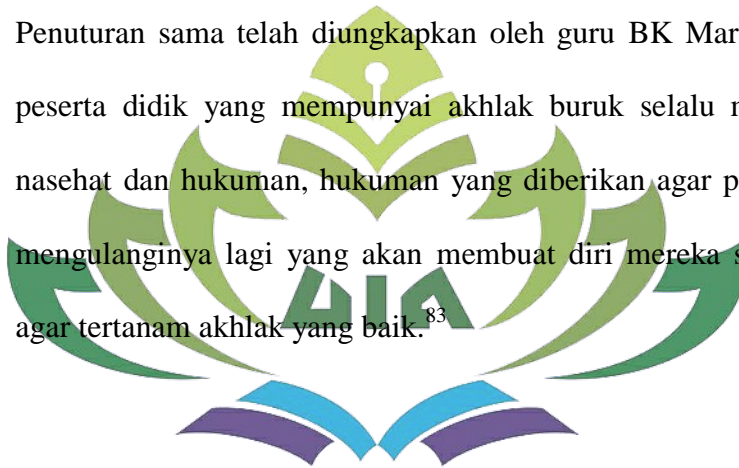 Penuturan sama telah diungkapkan oleh guru BK Mar
peserta didik yang mempunyai akhlak buruk selalu
nasehat dan hukuman, hukuman yang diberikan agar
mengulanginya lagi yang akan membuat diri mereka
agar tertanam akhlak yang baik.83
UIN